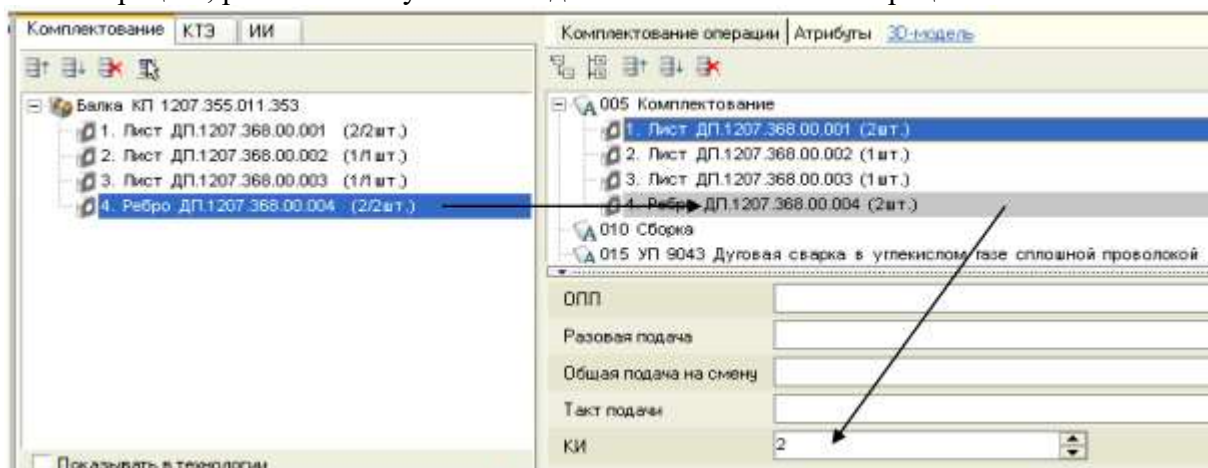 Комплектование КТЭ ИИ
Балка КП 1207.355.011.353
1. Лист ДП.1207.368.00.001 (2/2шт.)
2. Лист ДП.1207.368.00.002 (1/1шт.)
3. Лист ДП.1207.368.00.003 (1/1шт.)
4. Ребро ДП.1207.368.00.004 (2/2шт.)
Показывать в технологии
Комплектование операции Атрибуты 3D-модель
005 Комплектование
1. Лист ДП.1207.368.00.001 (2шт.)
2. Лист ДП.1207.368.00.002 (1шт.)
3. Лист ДП.1207.368.00.003 (1шт.)
4. Ребро ДП.1207.368.00.004 (2шт.)
010 Сборка
015 УП 9043 Дуговая сварка в углекислом газе сплошной проволокой
ОПП
Разовая подача
Общая подача на смену
Такт подачи
КИ 2